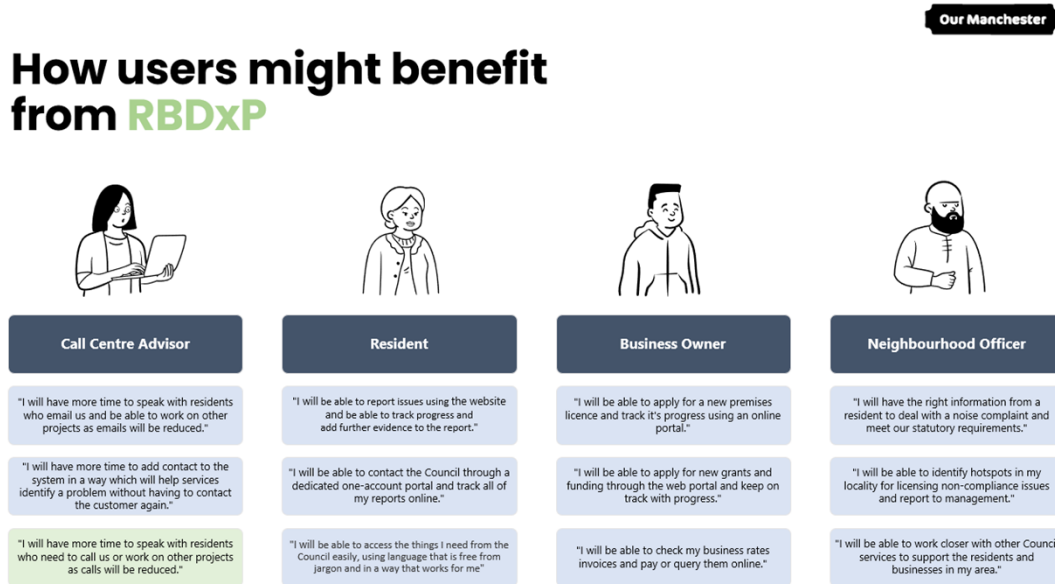 Our Manchester
How users might benefit
from RBDxP
Call Centre Advisor
"I will have more time to speak with residents
who email us and be able to work on other
projects as emails will be reduced."
"I will have more time to add contact to the
system in a way which will help services
identify a problem without having to contact
the customer again."
"I will have more time to speak with residents
who need to call us or work on other projects
as calls will be reduced."
Resident
"I will be able to report issues using the website
and be able to track progress and
add further evidence to the report."
"I will be able to contact the Council through a
dedicated one-account portal and track all of
my reports online."
"I will be able to access the things I need from the
Council easily, using language that is free from
jargon and in a way that works for me"
Business Owner
"I will be able to apply for a new premises
licence and track it's progress using an online
portal."
"I will be able to apply for new grants and
funding through the web portal and keep on
track with progress."
"I will be able to check my business rates
invoices and pay or query them online."
Neighbourhood Officer
"I will have the right information from a
resident to deal with a noise complaint and
meet our statutory requirements."
"I will be able to identify hotspots in my
locality for licensing non-compliance issues
and report to management."
"I will be able to work closer with other Counci
services to support the residents and
businesses in my area."